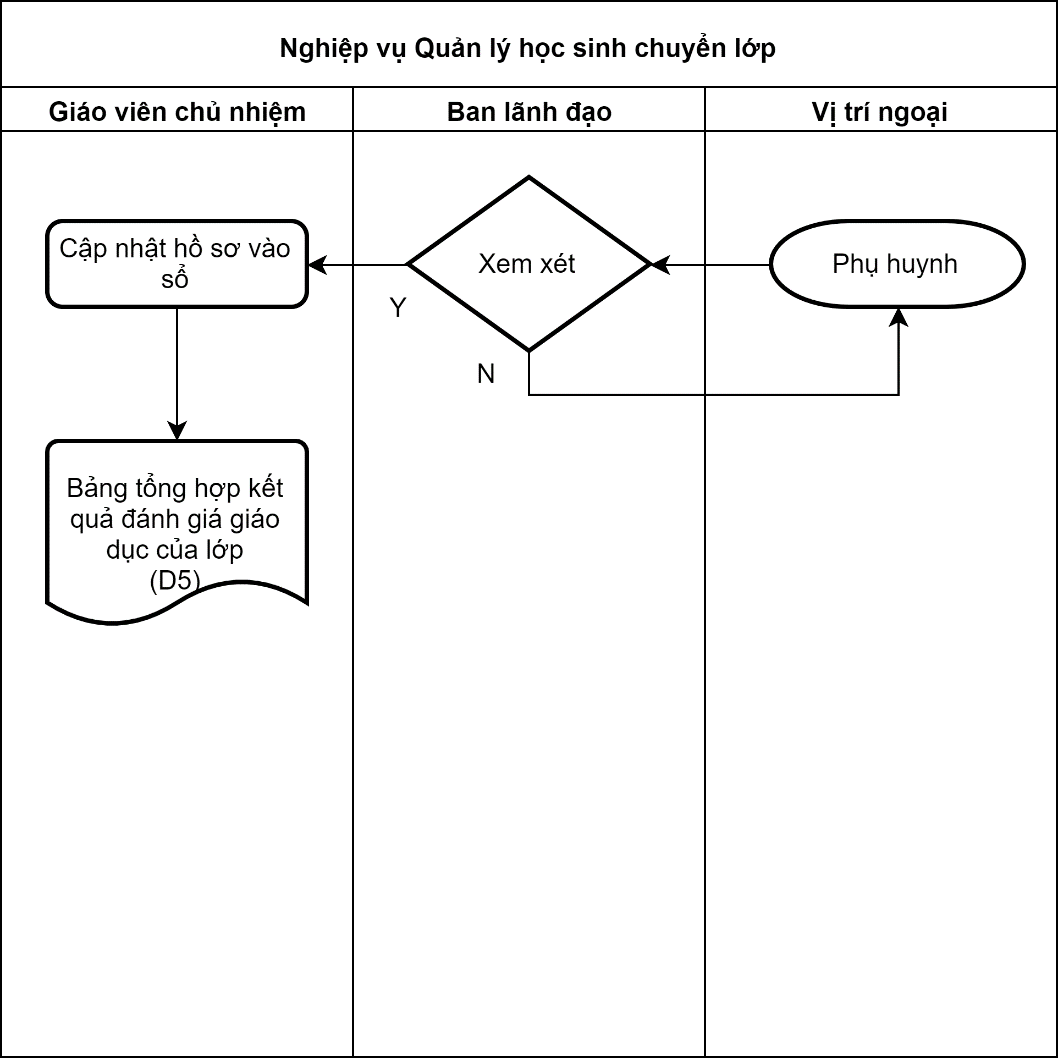 Nghiệp vụ Quản lý học sinh chuyển lớp
Giáo viên chủ nhiệm
Ban lãnh đạo
Vị trí ngoại
Cập nhật hồ sơ vào
sổ
Xem xét
Phụ huynh
Y
N
Bảng tổng hợp kết
quả đánh giá giáo
dục của lớp
(D5)